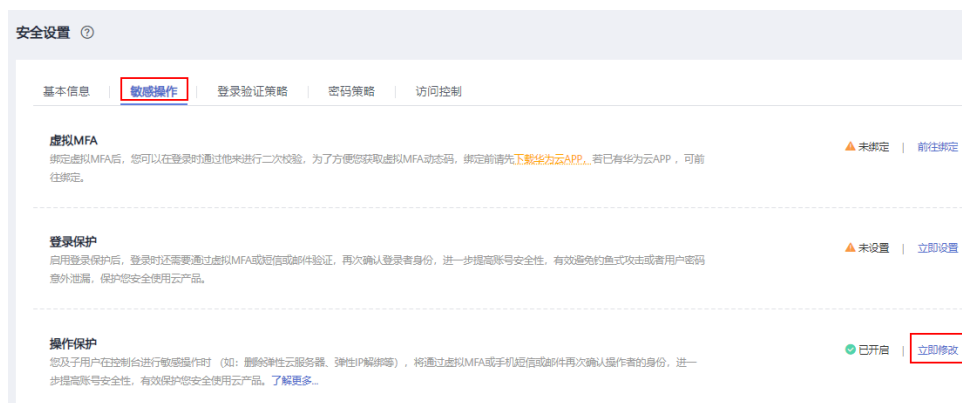 安全设置 ?
基本信息 | 敏感操作 | 登录验证策略 | 密码策略 | 访问控制
虚拟MFA
绑定虚拟MFA后，您可以在登录时通过他来进行二次校验，为了方便您获取虚拟MFA动态码，绑定前请先下载华为云APP，若已有华为云APP ，可前
往绑定。
未绑定 | 前往绑定
登录保护
启用登录保护后，登录时还需要通过虚拟MFA或短信或邮件验证，再次确认登录者身份，进一步提高账号安全性，有效避免钓鱼式攻击或者用户密码
意外泄漏，保护您安全使用云产品。
未设置 | 立即设置
操作保护
您及子用户在控制台进行敏感操作时 （如：删除弹性云服务器、弹性IP解绑等），将通过虚拟MFA或手机短信或邮件再次确认操作者的身份，进一
步提高账号安全性，有效保护您安全使用云产品。了解更多...
已开启 | 立即修改